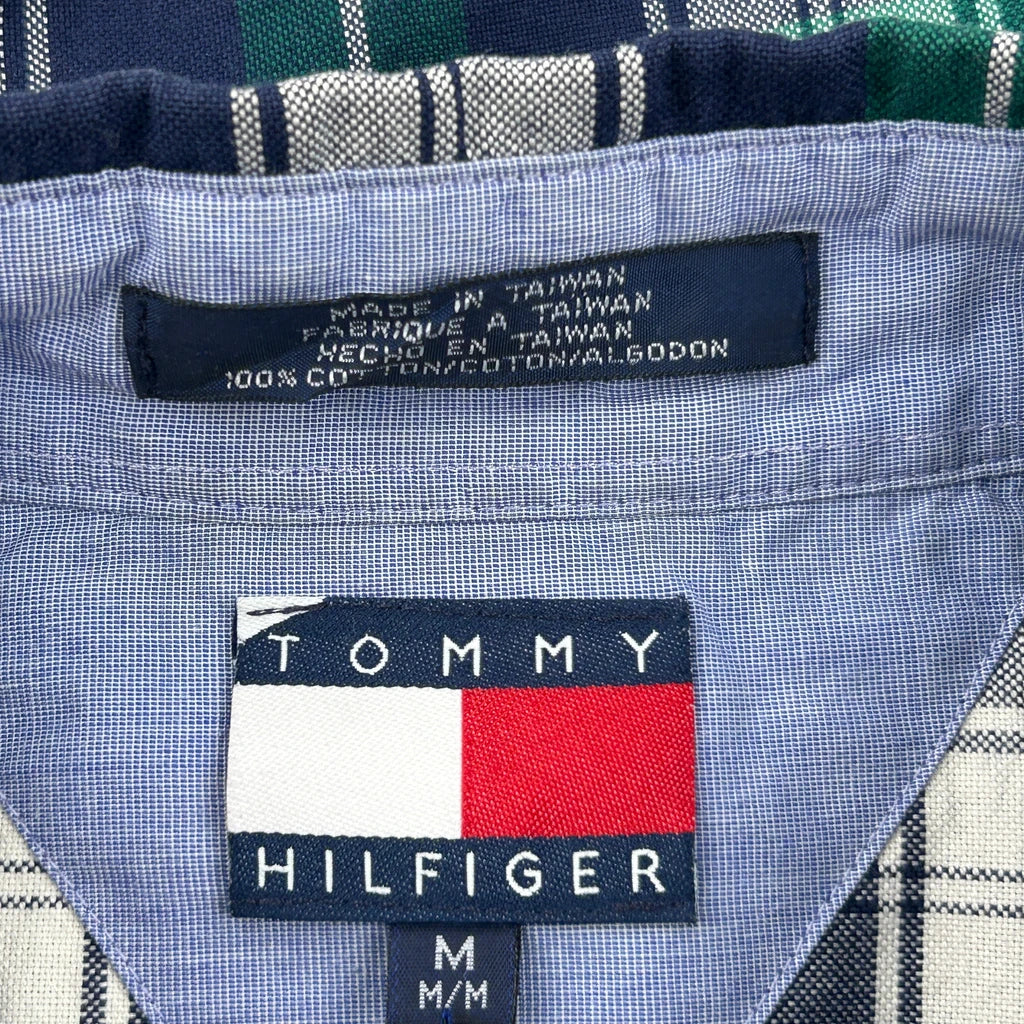 MADE IN TAIWAN
FABRIQUE A TAIWAN
HECHO EN TAIWAN
100% COTTON/COTON/ALGODON
TOMMY
HILFIGER
M
M/M